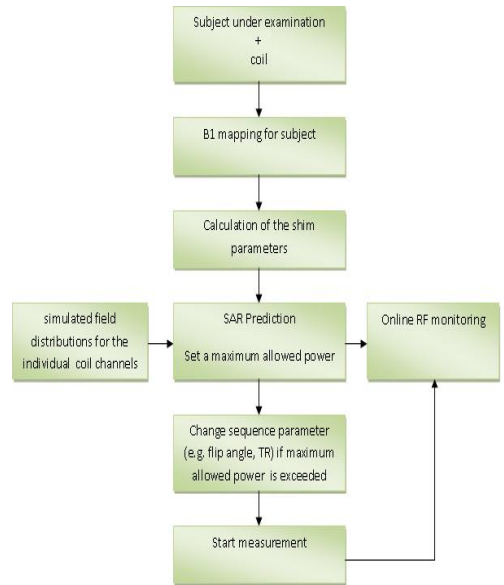 Subject under examination
+
coil
B1 mapping for subject
Calculation of the shim
parameters
simulated field
distributions for the
individual coil channels
SAR Prediction
Set a maximum allowed power
Online RF monitoring
Change sequence parameter
(e.g. flip angle, TR) if maximum
allowed power is exceeded
Start measurement